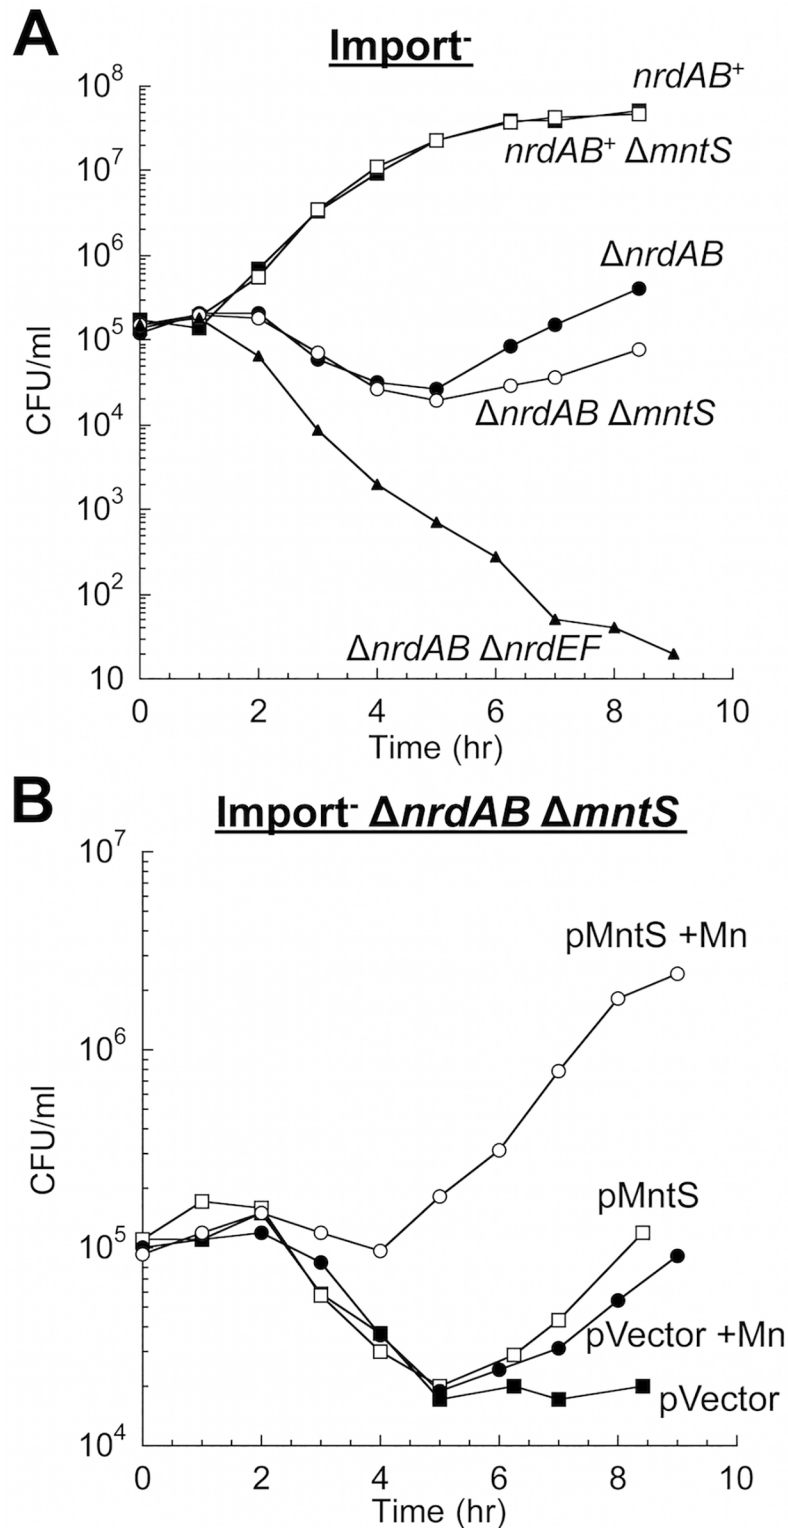 A
Import⁻
10⁸
10⁷
10⁶
10⁵
10⁴
10³
10²
10
CFU/ml
nrdAB⁺
nrdAB⁺ ΔmntS
ΔnrdAB
ΔnrdAB ΔmntS
ΔnrdAB ΔnrdEF
0 2 4 6 8 10
Time (hr)
B
Import⁻ ΔnrdAB ΔmntS
10⁷
10⁶
10⁵
10⁴
CFU/ml
pMntS +Mn
pMntS
pVector +Mn
pVector
0 2 4 6 8 10
Time (hr)